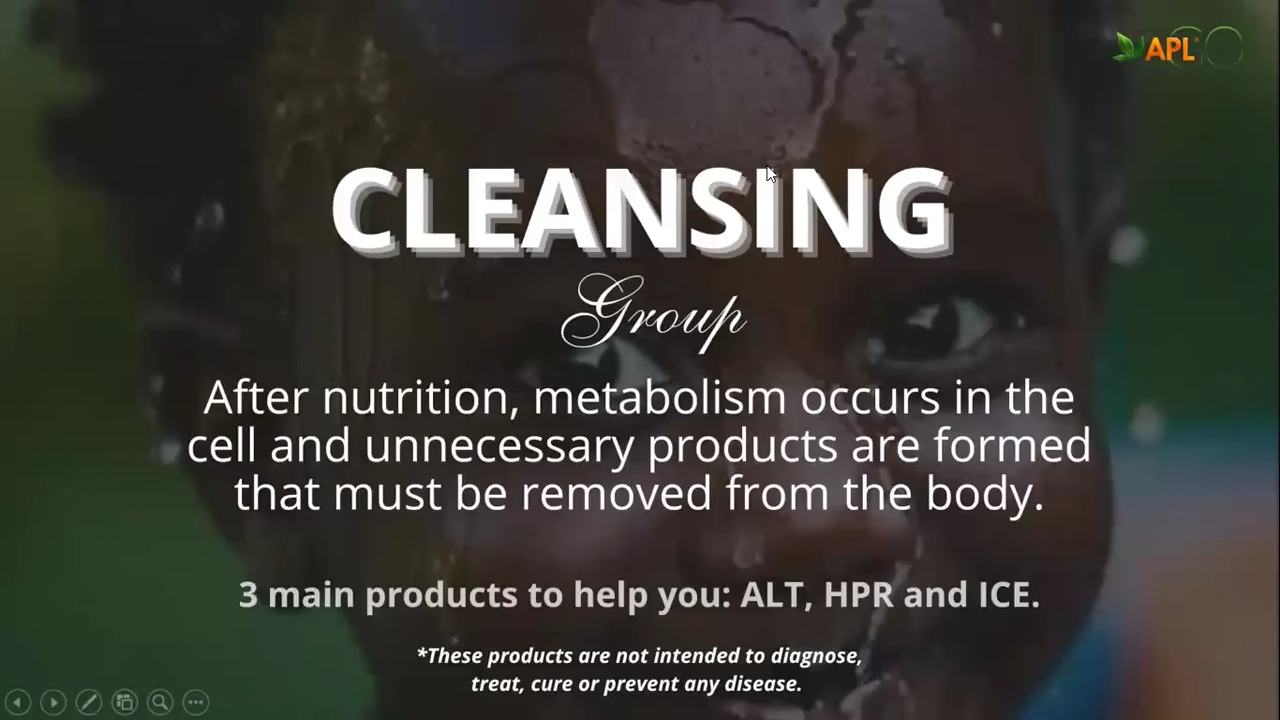 APLGO
CLEANSING
Group
After nutrition, metabolism occurs in the
cell and unnecessary products are formed
that must be removed from the body.
3 main products to help you: ALT, HPR and ICE.
*These products are not intended to diagnose,
treat, cure or prevent any disease.